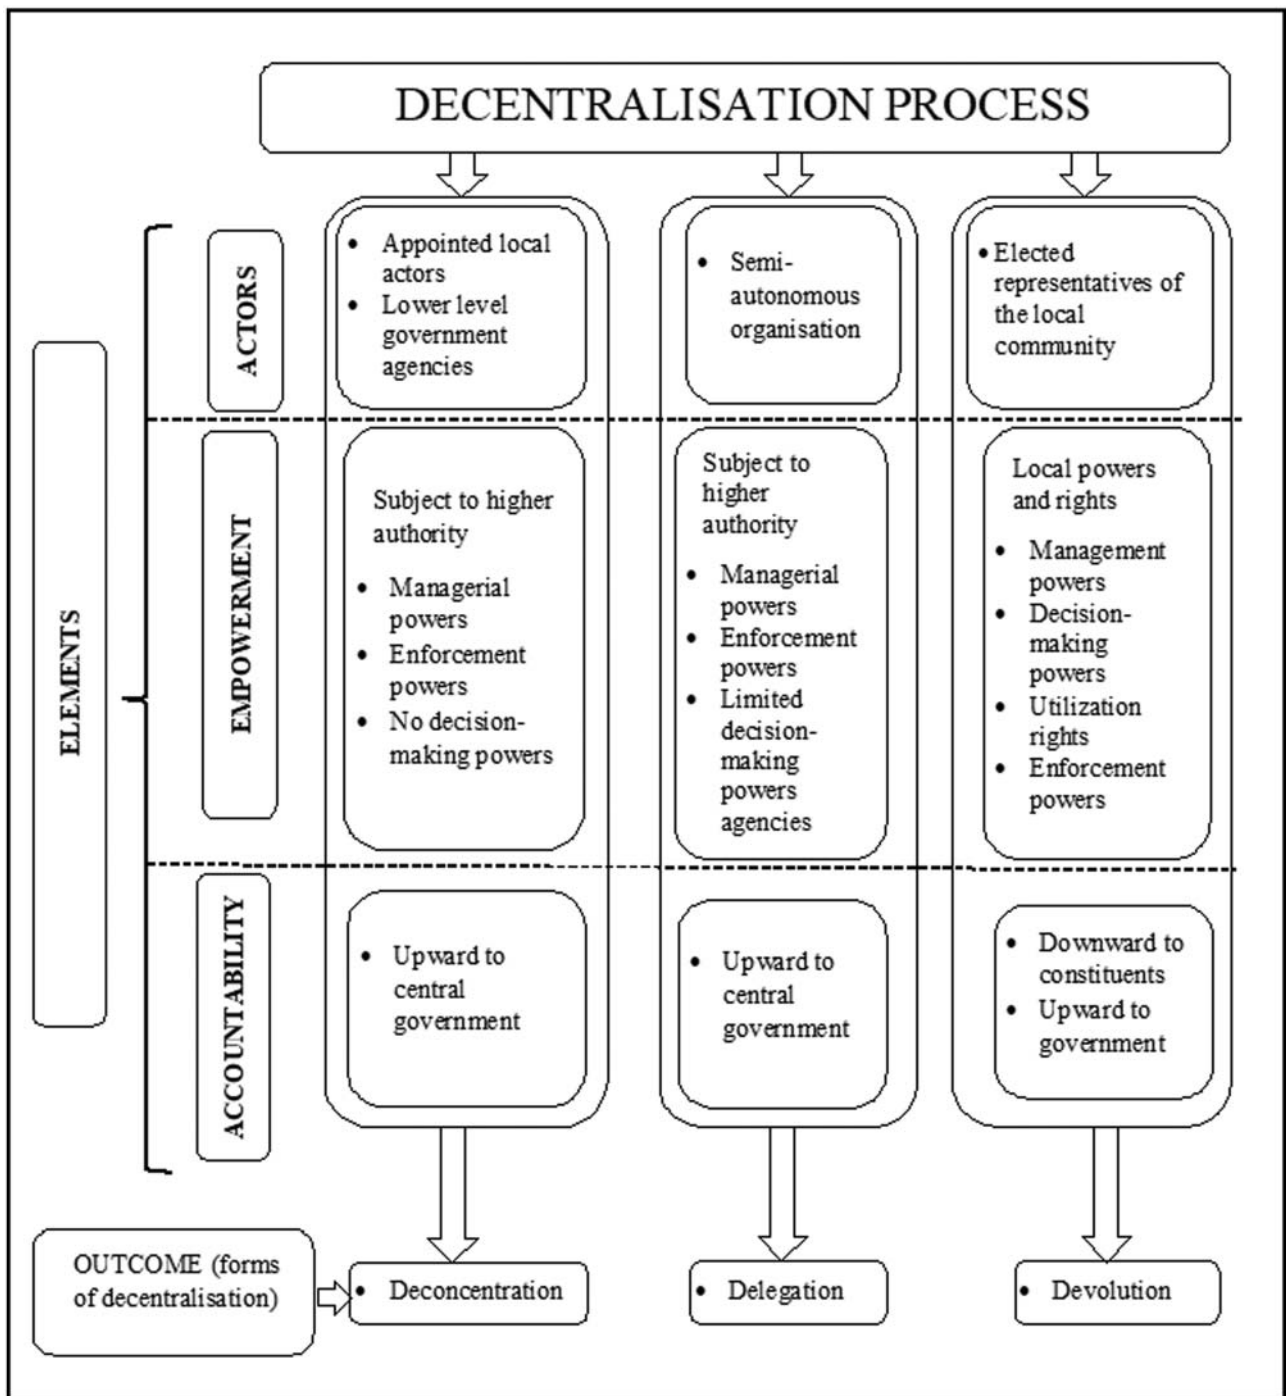 DECENTRALISATION PROCESS
ELEMENTS
ACTORS
• Appointed local
actors
• Lower level
government
agencies
• Semi-
autonomous
organisation
• Elected
representatives of
the local
community
EMPOWERMENT
Subject to higher
authority
• Managerial
powers
• Enforcement
powers
• No decision-
making powers
Subject to
higher
authority
• Managerial
powers
• Enforcement
powers
• Limited
decision-
making
powers
agencies
Local powers
and rights
• Management
powers
• Decision-
making
powers
• Utilization
rights
• Enforcement
powers
ACCOUNTABILITY
• Upward to
central
government
• Upward to
central
government
• Downward to
constituents
• Upward to
government
OUTCOME (forms
of decentralisation)
• Deconcentration
• Delegation
• Devolution